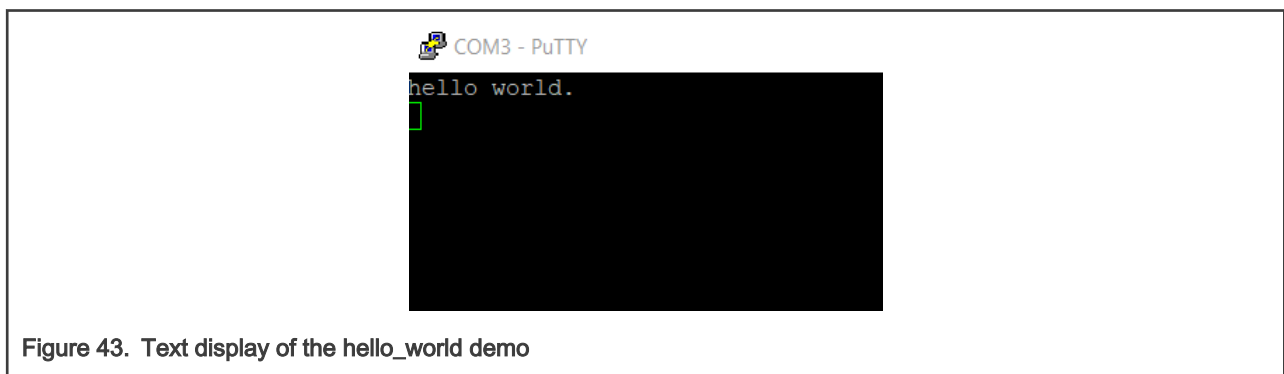 COM3 - PuTTY
hello world.
Figure 43. Text display of the hello_world demo